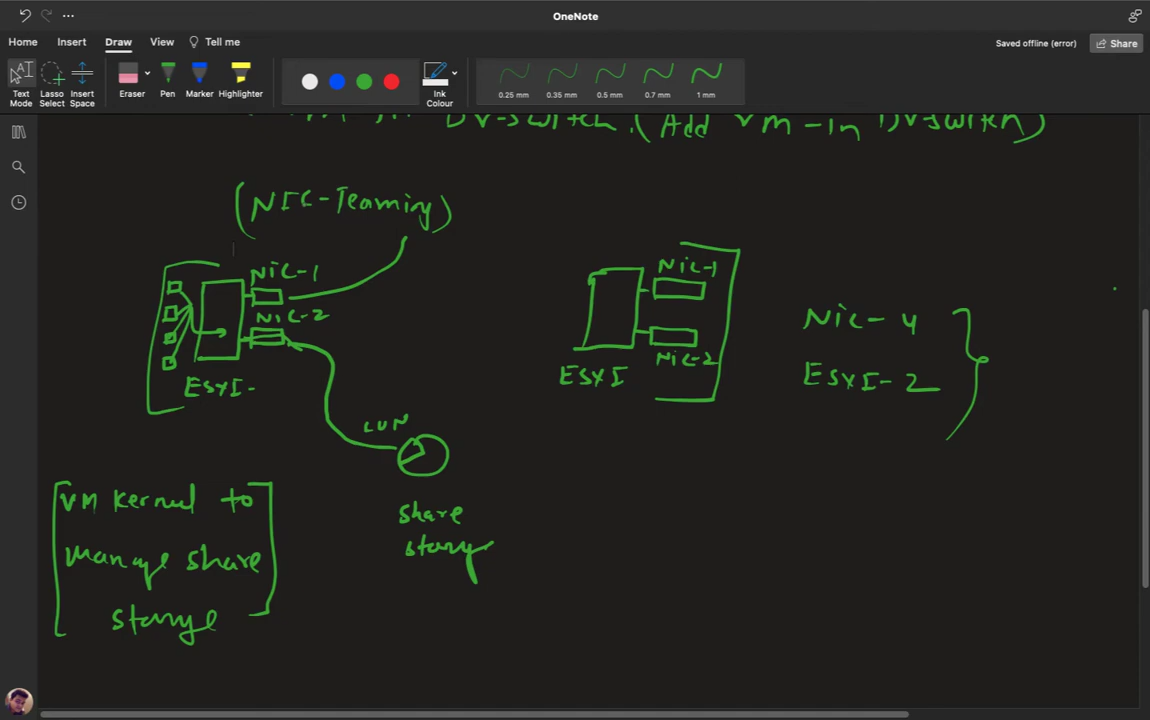 OneNote
Home Insert Draw View Tell me
Saved offline (error)
Share
Text Mode
Lasso Select
Insert Space
Eraser
Pen
Marker
Highlighter
Ink Colour
0.25 mm
0.35 mm
0.5 mm
0.7 mm
1 mm
DV-switch. (Add VM-in DV-switch)
(NIC-Teaming)
NiC-1
NiC-2
ESXI-
LUN
share
storage
VM kernel to
manage share
storage
NiC-1
NiC-2
ESXI
NiC-4
ESXI-2